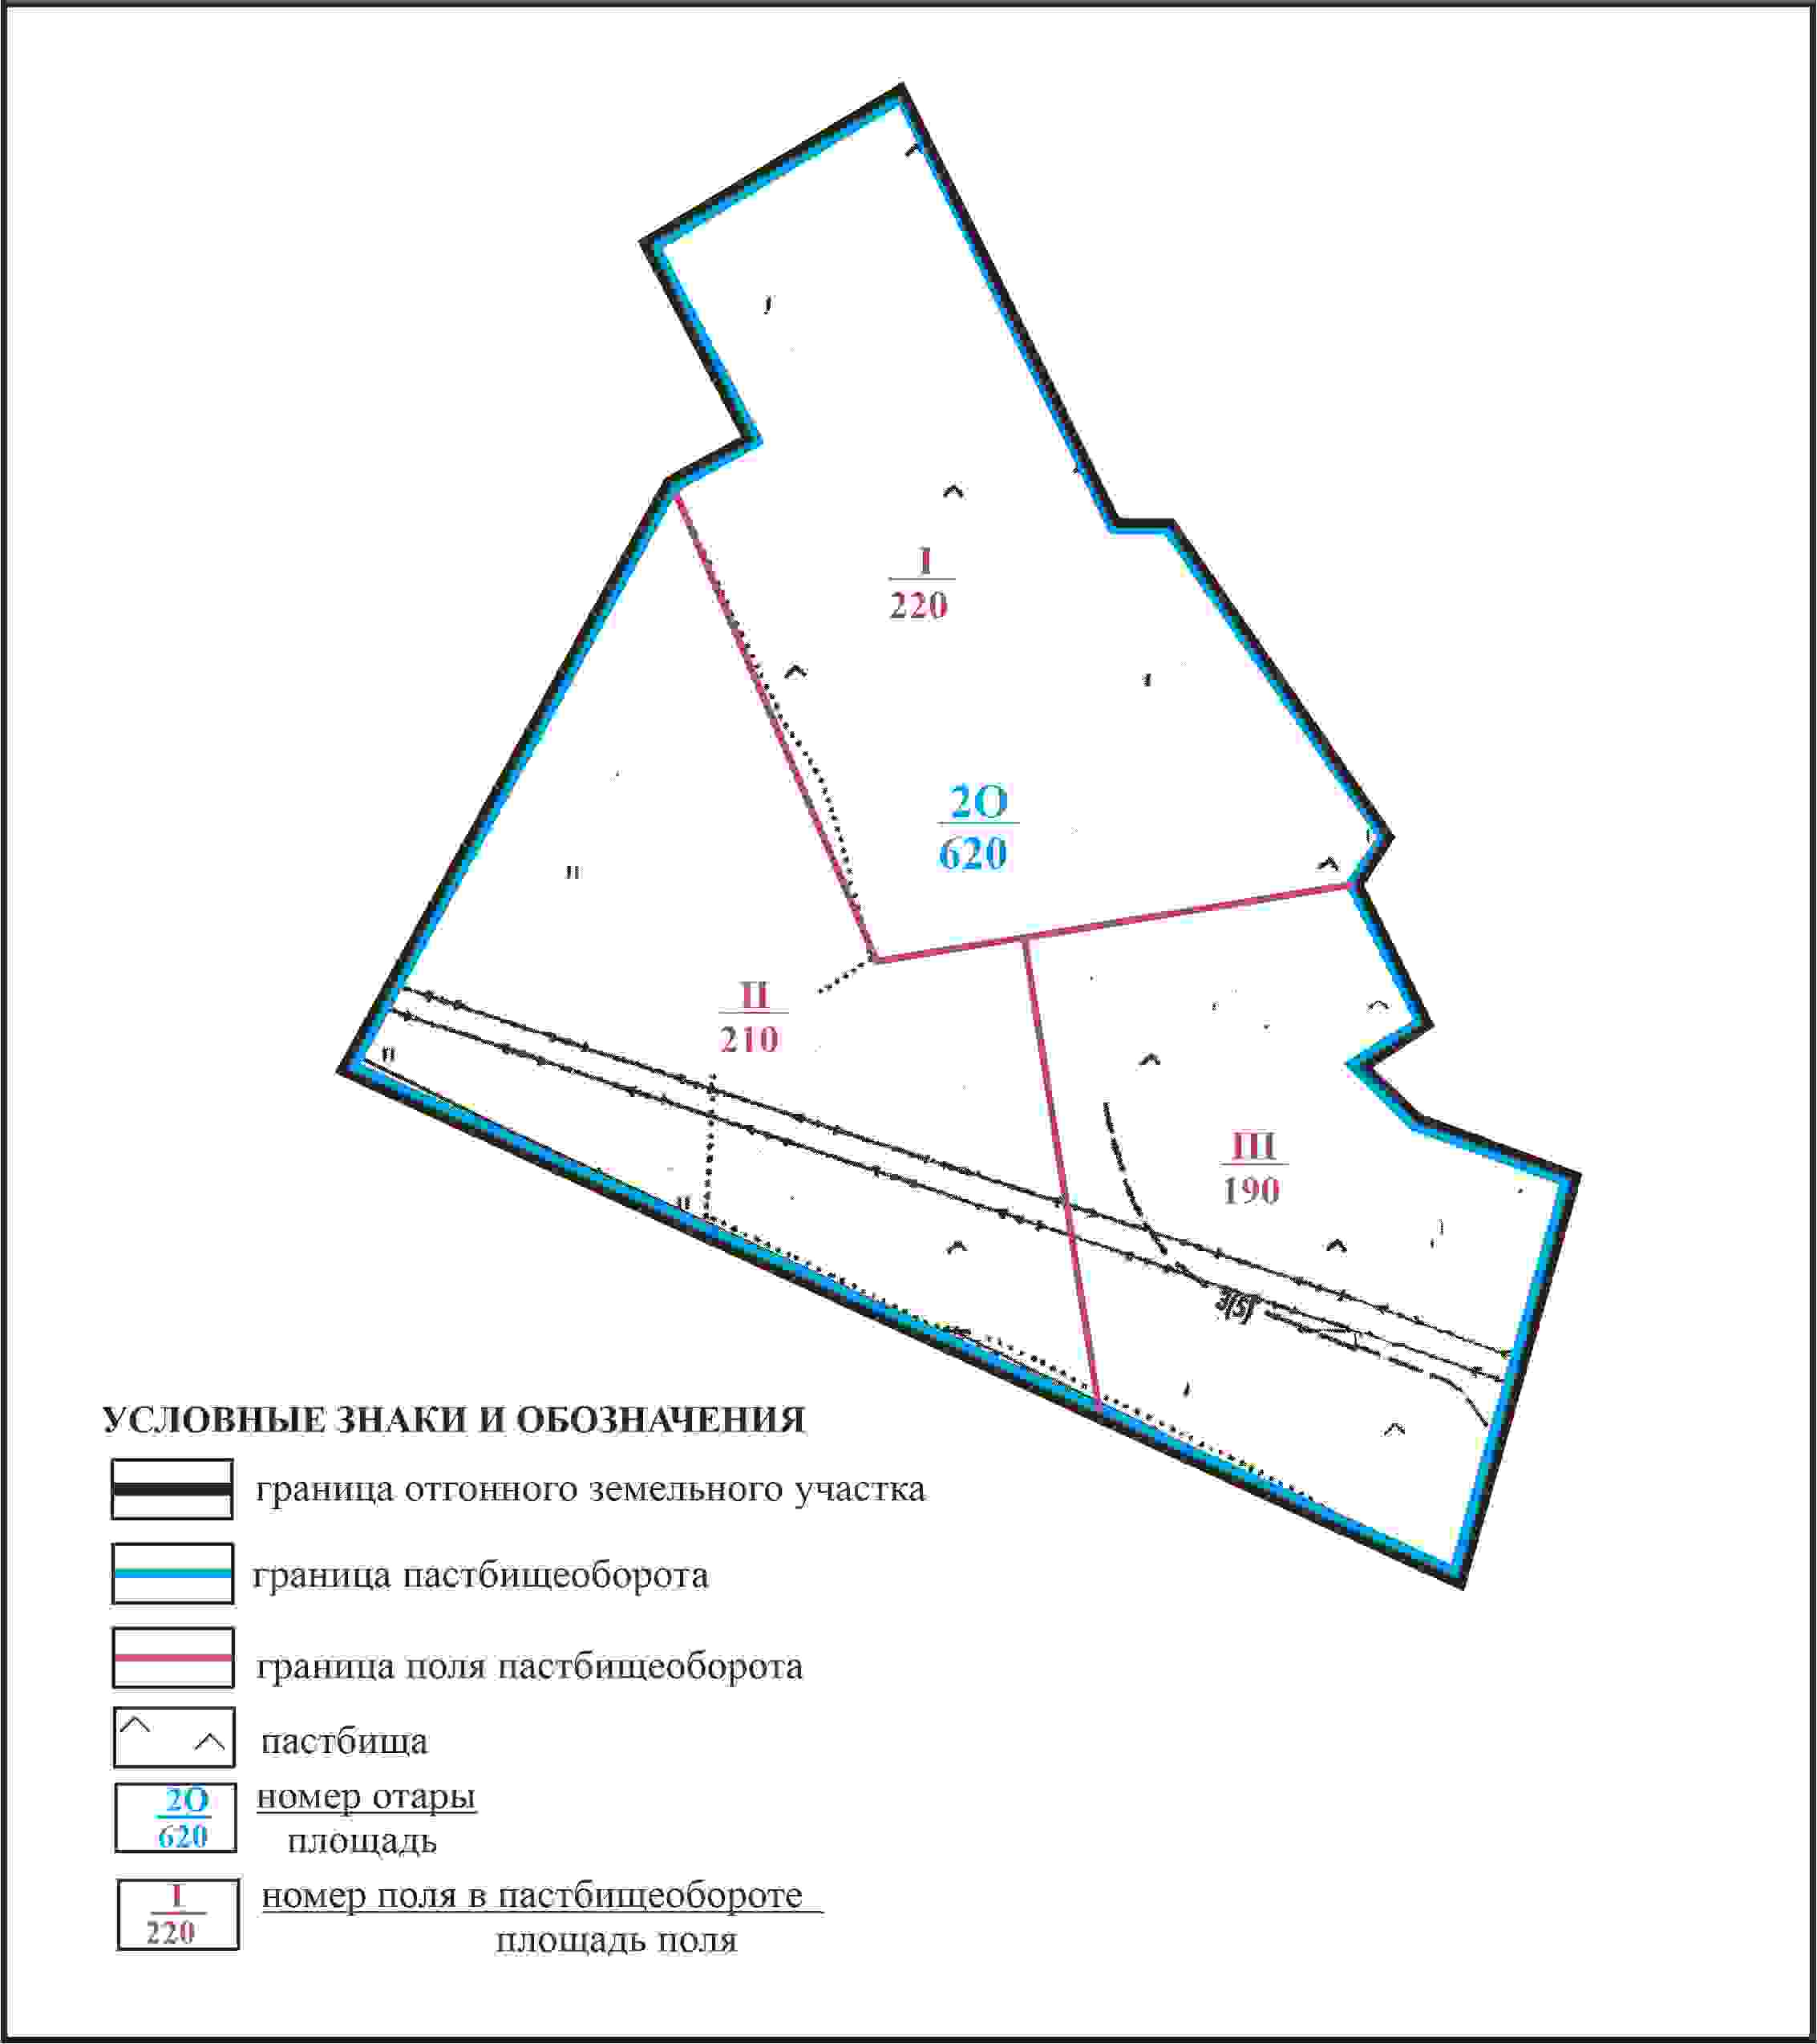 I
220
2O
620
II
210
III
190
УСЛОВНЫЕ ЗНАКИ И ОБОЗНАЧЕНИЯ
граница отгонного земельного участка
граница пастбищеоборота
граница поля пастбищеоборота
пастбища
2O
620
номер отары
площадь
I
220
номер поля в пастбищеобороте
площадь поля